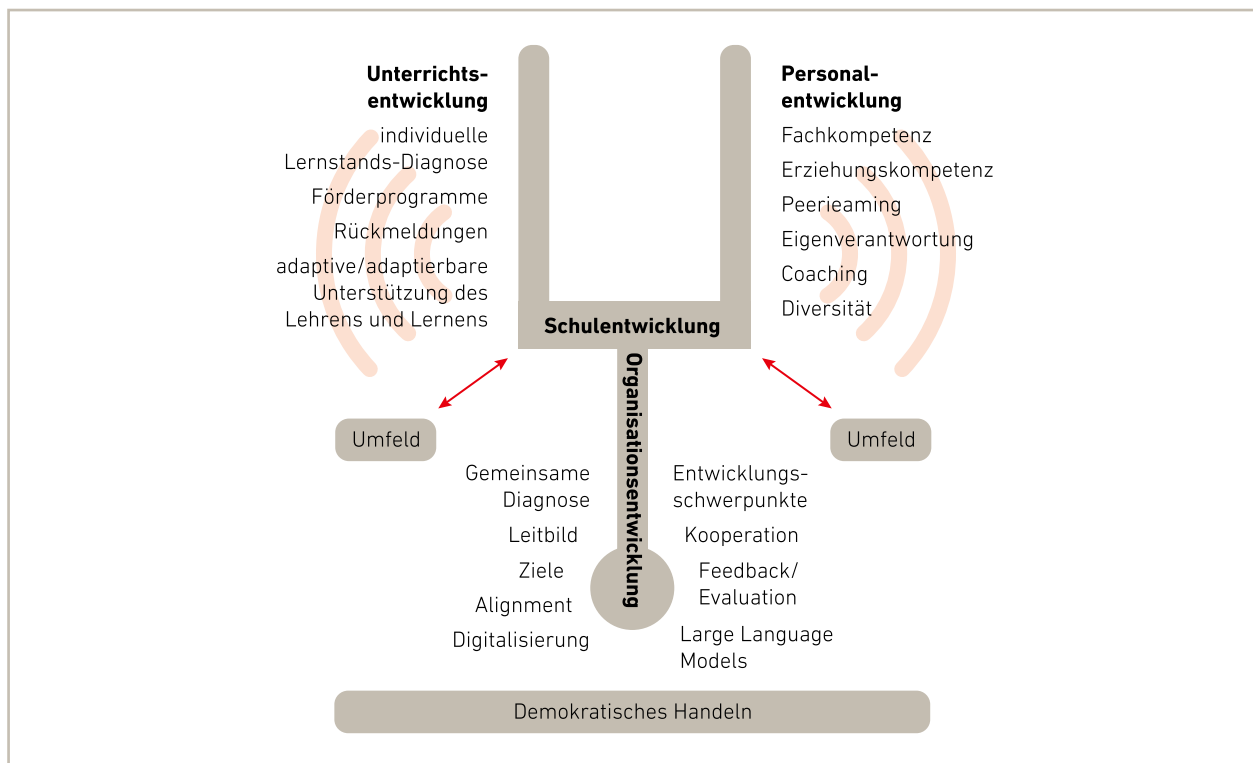 Unterrichts-
entwicklung
individuelle
Lernstands-Diagnose
Förderprogramme
Rückmeldungen
adaptive/adaptierbare
Unterstützung des
Lehrens und Lernens
Personal-
entwicklung
Fachkompetenz
Erziehungskompetenz
Peerieaming
Eigenverantwortung
Coaching
Diversität
Schulentwicklung
Organisationsentwicklung
Umfeld
Umfeld
Gemeinsame
Diagnose
Leitbild
Ziele
Alignment
Digitalisierung
Entwicklungs-
schwerpunkte
Kooperation
Feedback/
Evaluation
Large Language
Models
Demokratisches Handeln